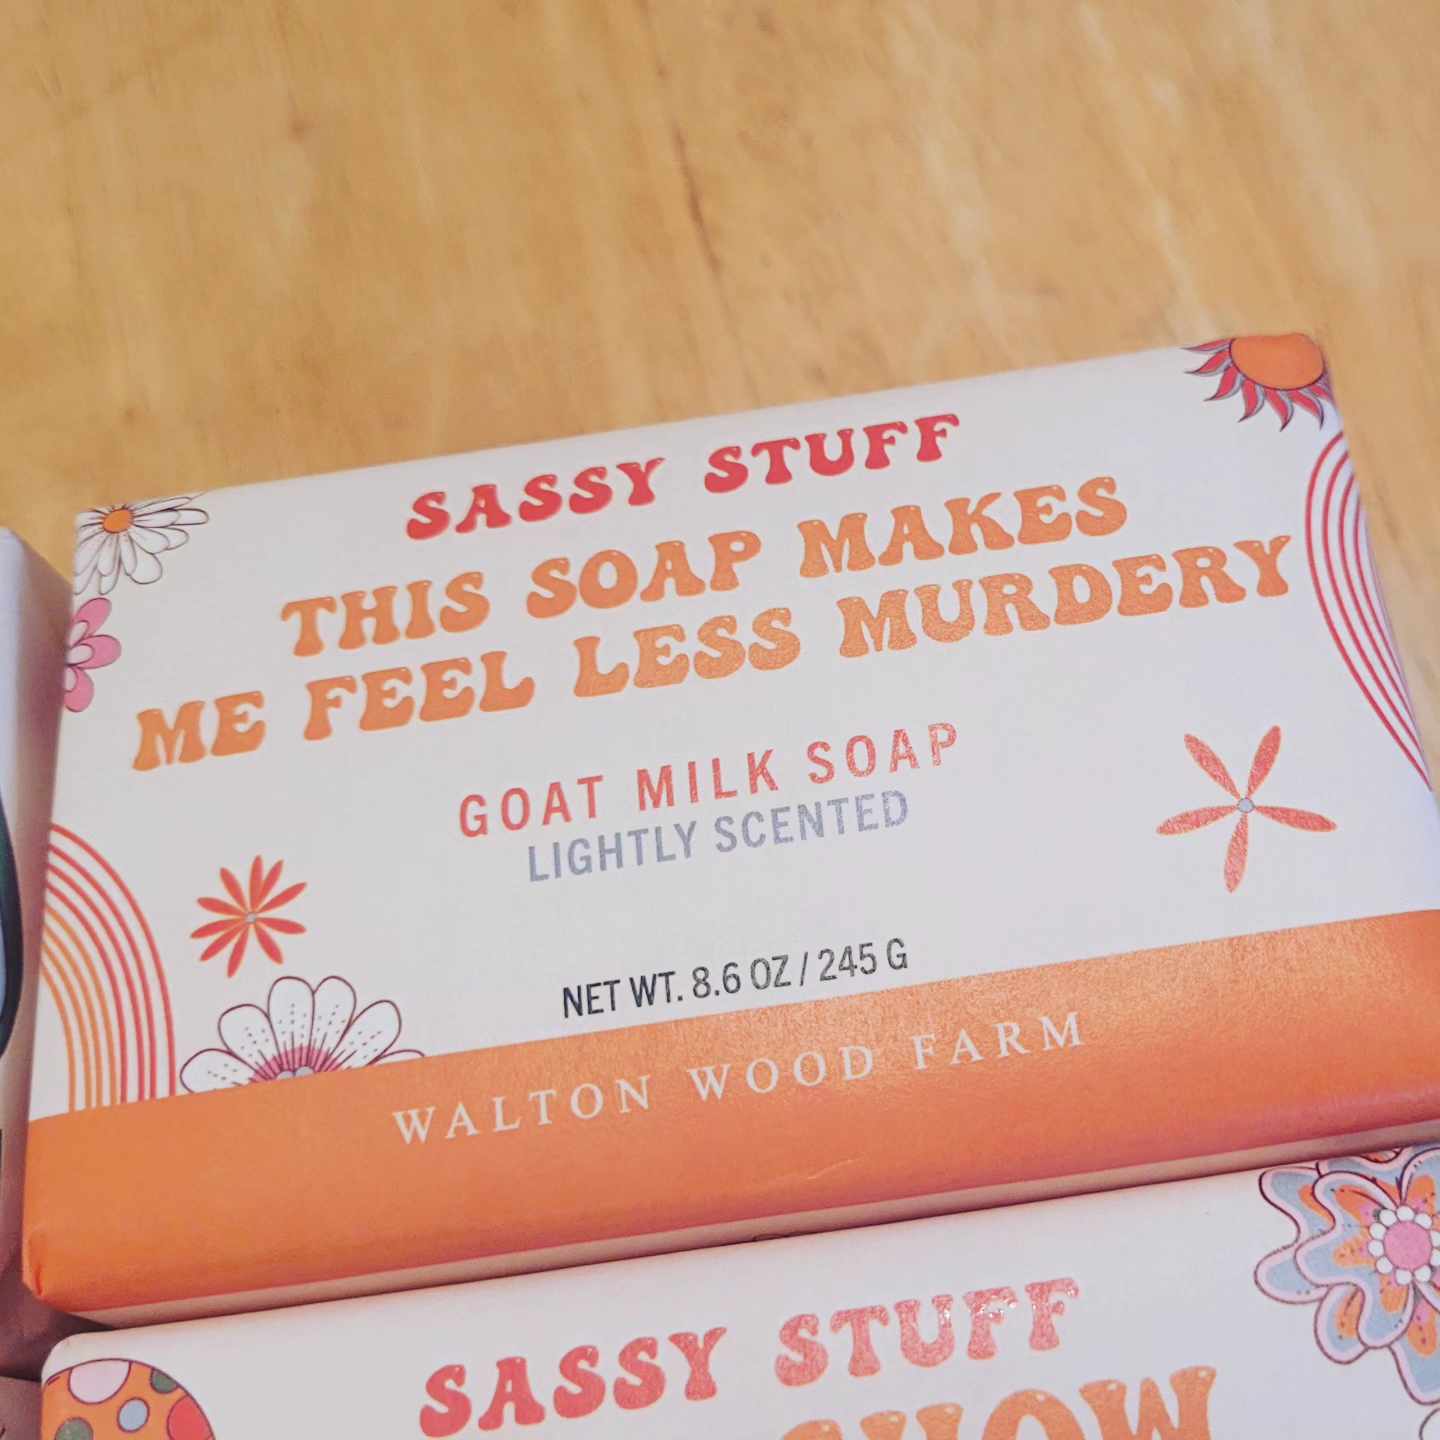 SASSY STUFF
THIS SOAP MAKES
ME FEEL LESS MURDERY
GOAT MILK SOAP
LIGHTLY SCENTED
NET WT. 8.6 OZ / 245 G
WALTON WOOD FARM
SASSY STUFF